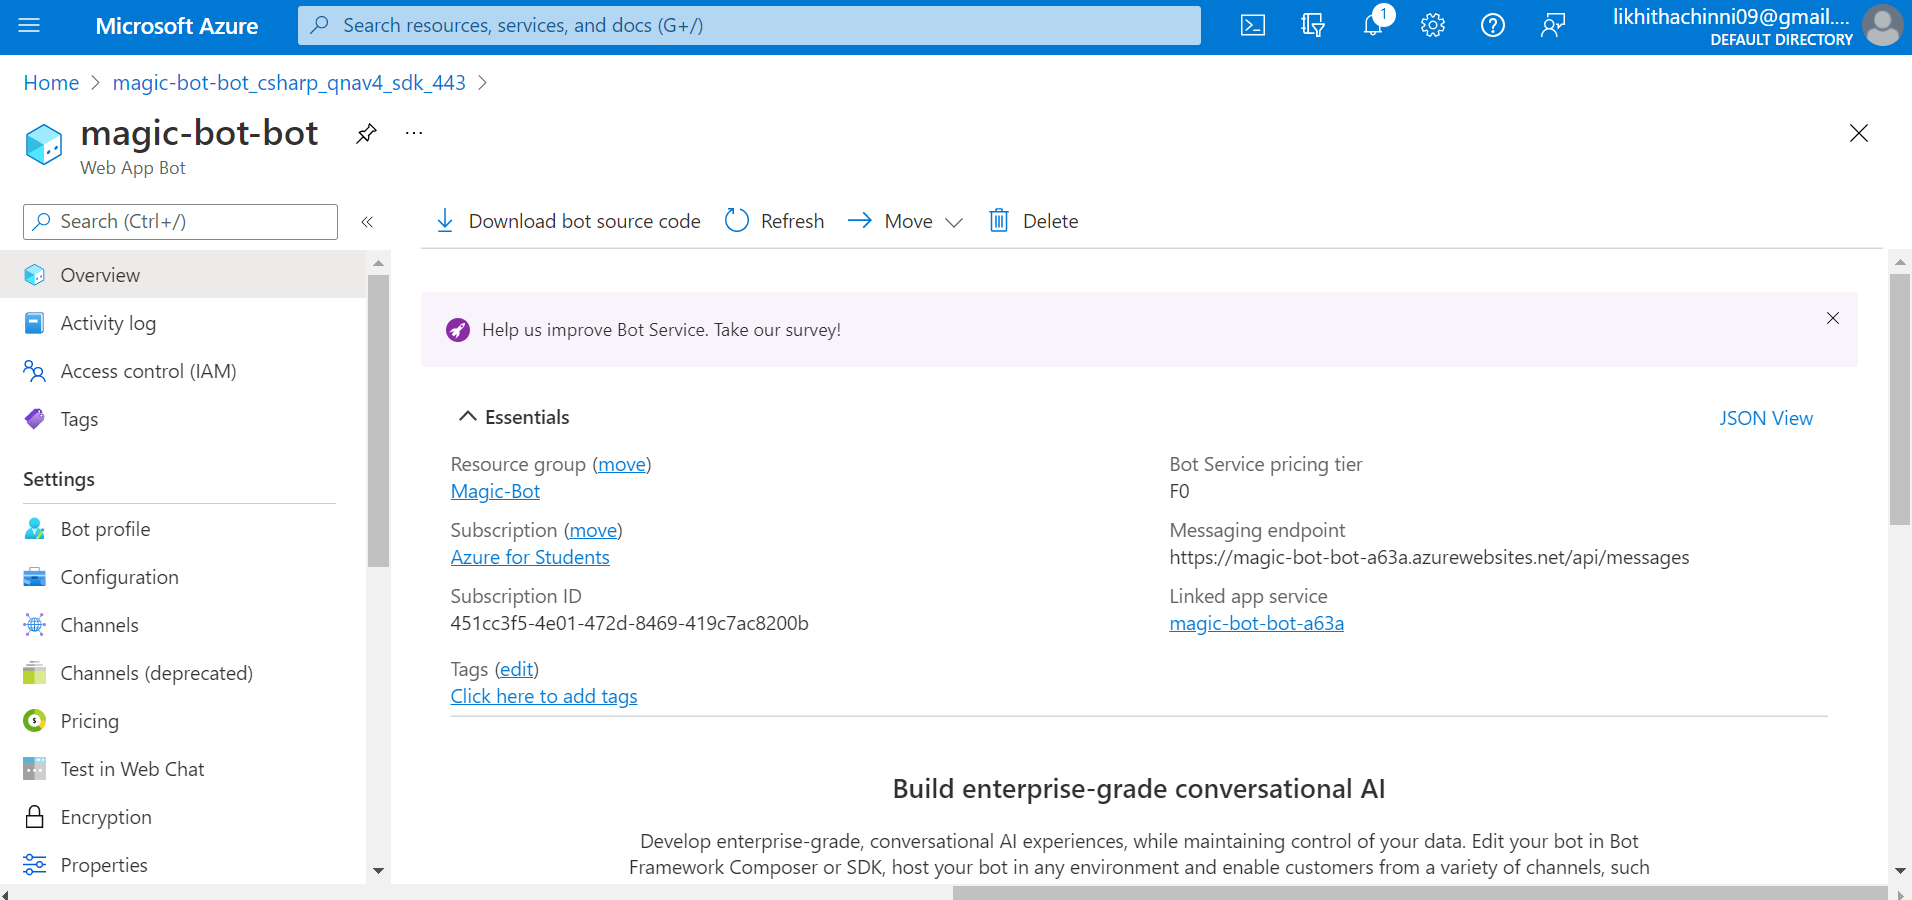 Microsoft Azure
Search resources, services, and docs (G+/)
1
likhithachinni09@gmail....
DEFAULT DIRECTORY
Home > magic-bot-bot_csharp_qnav4_sdk_443 >
magic-bot-bot
...
Web App Bot
Search (Ctrl+/)
«
Download bot source code
Refresh
Move
Delete
Overview
Activity log
Access control (IAM)
Tags
Settings
Bot profile
Configuration
Channels
Channels (deprecated)
Pricing
Test in Web Chat
Encryption
Properties
Help us improve Bot Service. Take our survey!
Essentials
JSON View
Resource group (move)
Magic-Bot
Subscription (move)
Azure for Students
Subscription ID
451cc3f5-4e01-472d-8469-419c7ac8200b
Tags (edit)
Click here to add tags
Bot Service pricing tier
F0
Messaging endpoint
https://magic-bot-bot-a63a.azurewebsites.net/api/messages
Linked app service
magic-bot-bot-a63a
Build enterprise-grade conversational AI
Develop enterprise-grade, conversational AI experiences, while maintaining control of your data. Edit your bot in Bot
Framework Composer or SDK, host your bot in any environment and enable customers from a variety of channels, such